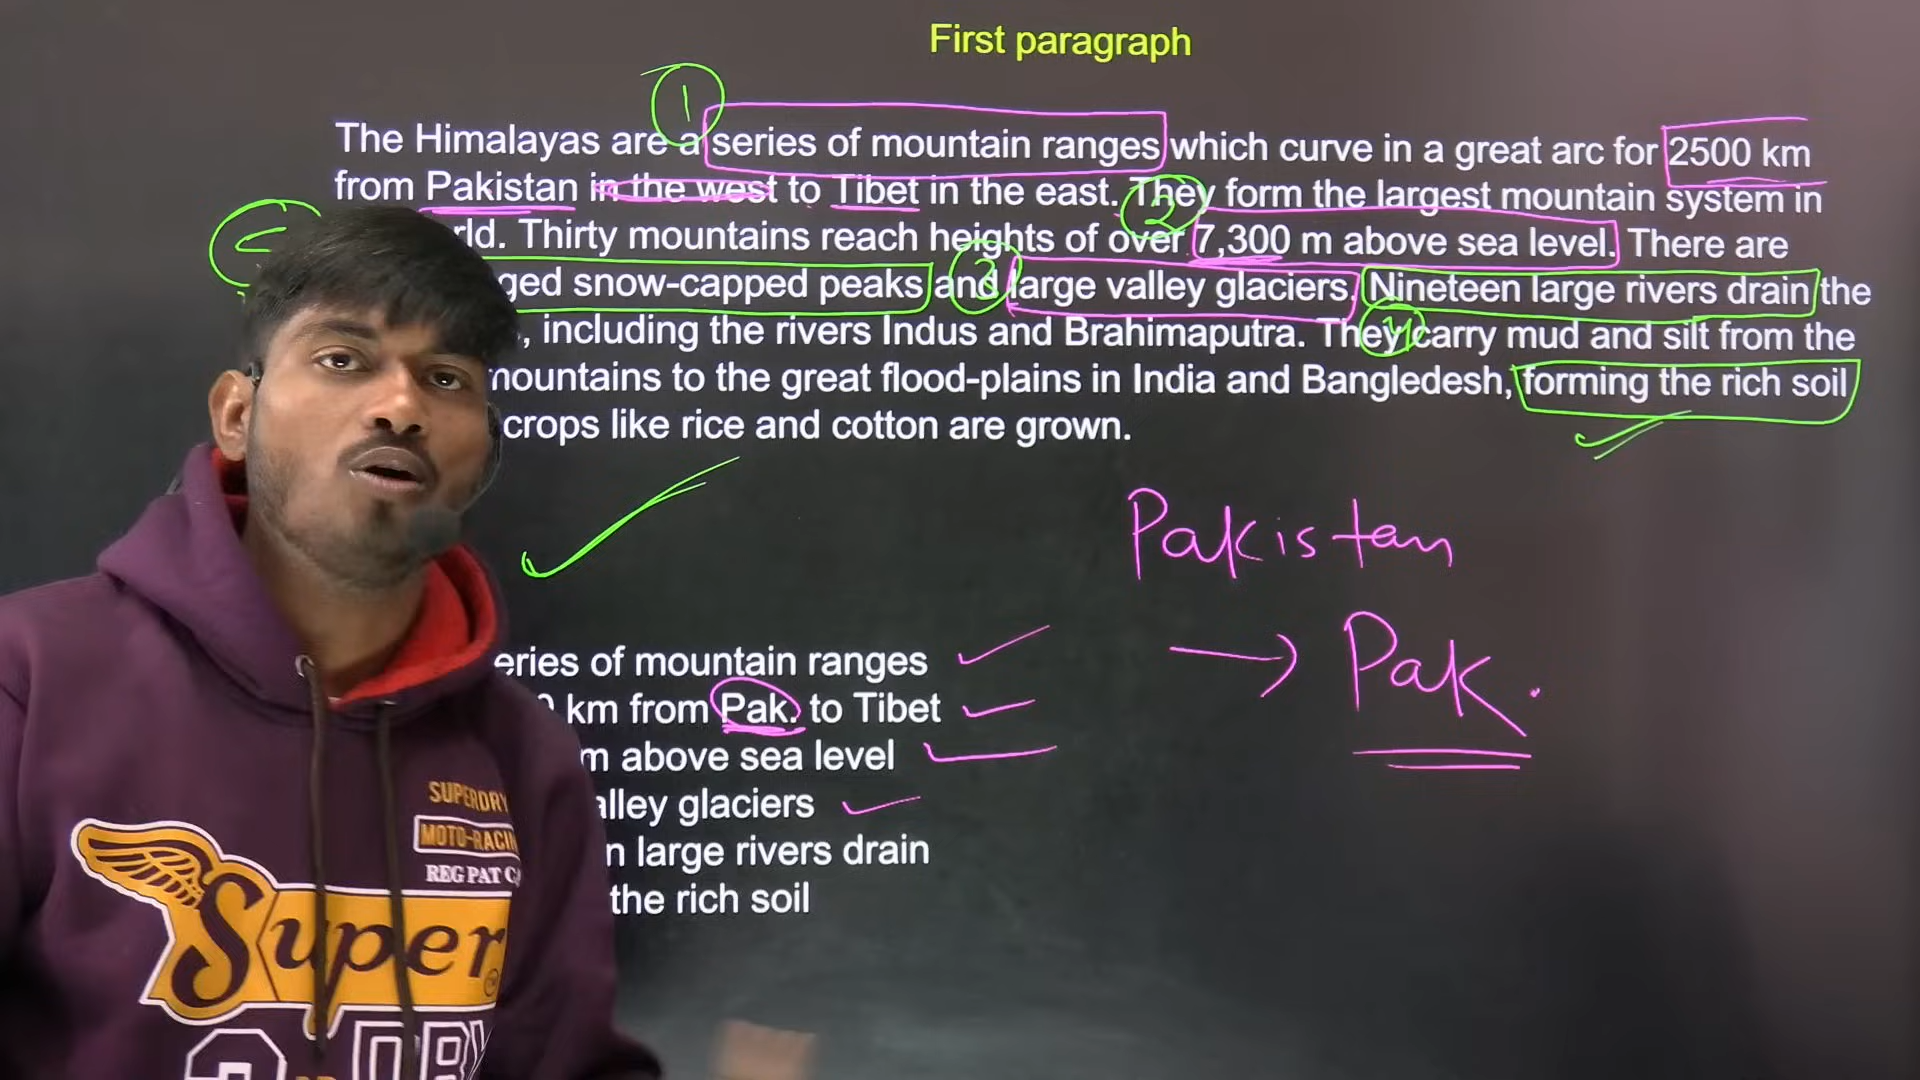 First paragraph
1
The Himalayas are a series of mountain ranges which curve in a great arc for 2500 km
from Pakistan in the west to Tibet in the east. They form the largest mountain system in
2
rld. Thirty mountains reach heights of over 7,300 m above sea level. There are
3
ged snow-capped peaks and large valley glaciers. Nineteen large rivers drain the
, including the rivers Indus and Brahimaputra. They carry mud and silt from the
mountains to the great flood-plains in India and Bangledesh, forming the rich soil
crops like rice and cotton are grown.
Pakistan
→ Pak.
eries of mountain ranges
0 km from Pak. to Tibet
m above sea level
alley glaciers
n large rivers drain
the rich soil
SUPERDRY
MOTO-RACIN
REG PAT
Super